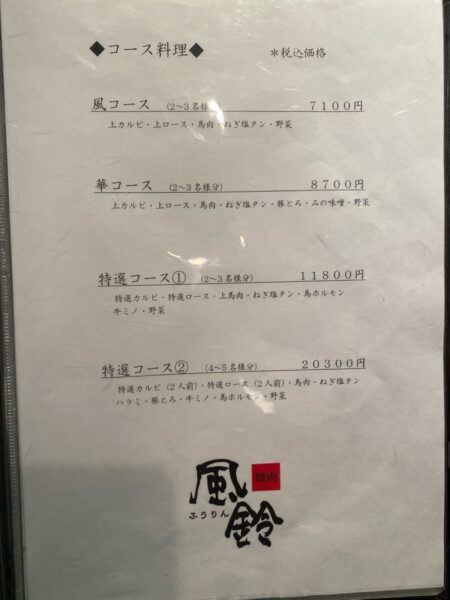 ◆コース料理◆ ＊税込価格
風コース （2～3名様分） 7100円
上カルビ・上ロース・馬肉・ねぎ塩タン・野菜
華コース （2～3名様分） 8700円
上カルビ・上ロース・馬肉・ねぎ塩タン・豚とろ・みの味噌・野菜
特選コース① （2～3名様分） 11800円
特選カルビ・特選ロース・上馬肉・ねぎ塩タン・馬ホルモン
牛ミノ・野菜
特選コース② （4～5名様分） 20300円
特選カルビ（2人前）・特選ロース（2人前）・馬肉・ねぎ塩タン
ハラミ・豚とろ・牛ミノ・馬ホルモン・野菜
風 焼肉
ふうりん
鈴